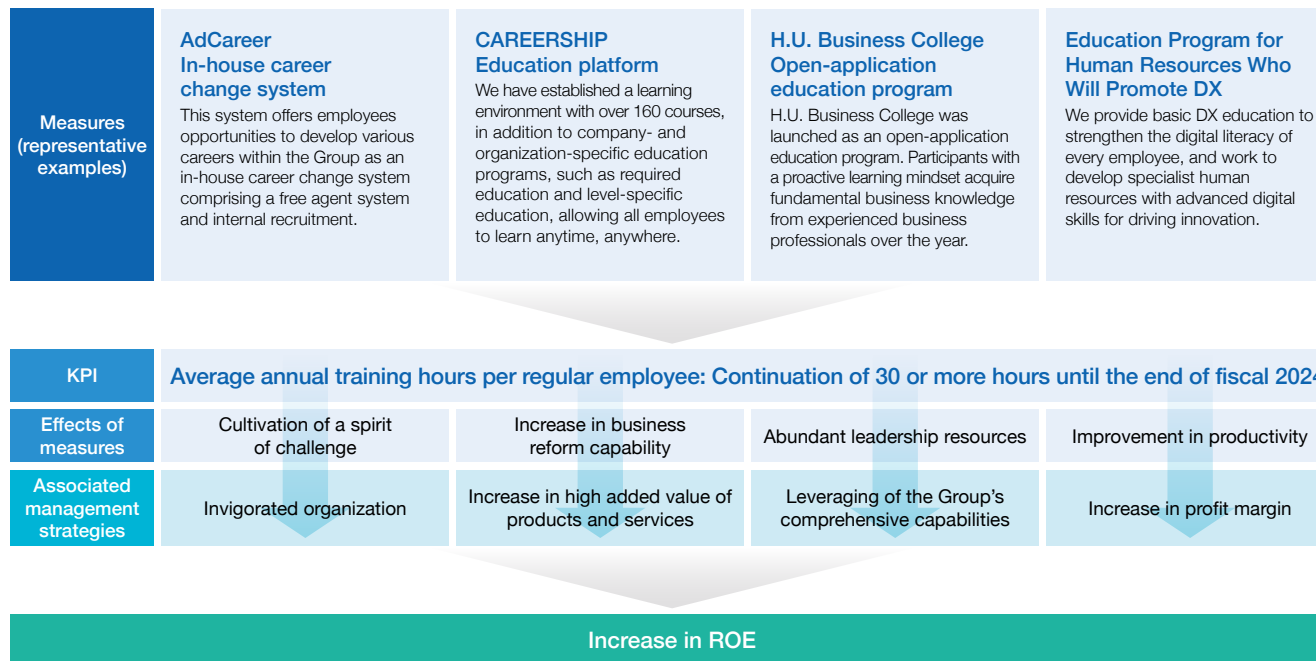 Measures
(representative
examples)
AdCareer
In-house career
change system
This system offers employees
opportunities to develop various
careers within the Group as an
in-house career change system
comprising a free agent system
and internal recruitment.
CAREERSHIP
Education platform
We have established a learning
environment with over 160 courses,
in addition to company- and
organization-specific education
programs, such as required
education and level-specific
education, allowing all employees
to learn anytime, anywhere.
H.U. Business College
Open-application
education program
H.U. Business College was
launched as an open-application
education program. Participants with
a proactive learning mindset acquire
fundamental business knowledge
from experienced business
professionals over the year.
Education Program for
Human Resources Who
Will Promote DX
We provide basic DX education to
strengthen the digital literacy of
every employee, and work to
develop specialist human
resources with advanced digital
skills for driving innovation.
KPI
Average annual training hours per regular employee: Continuation of 30 or more hours until the end of fiscal 2024
Effects of
measures
Cultivation of a spirit
of challenge
Increase in business
reform capability
Abundant leadership resources
Improvement in productivity
Associated
management
strategies
Invigorated organization
Increase in high added value of
products and services
Leveraging of the Group's
comprehensive capabilities
Increase in profit margin
Increase in ROE